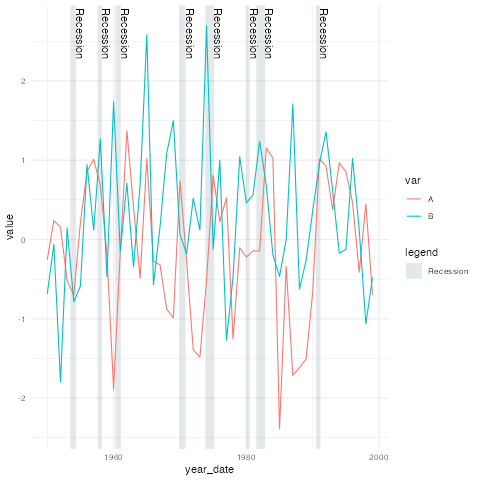 Recession
Recession
Recession
Recession
Recession
Recession
Recession
Recession
2
1
0
-1
-2
value
1960
1980
2000
year_date
var
A
B
legend
Recession